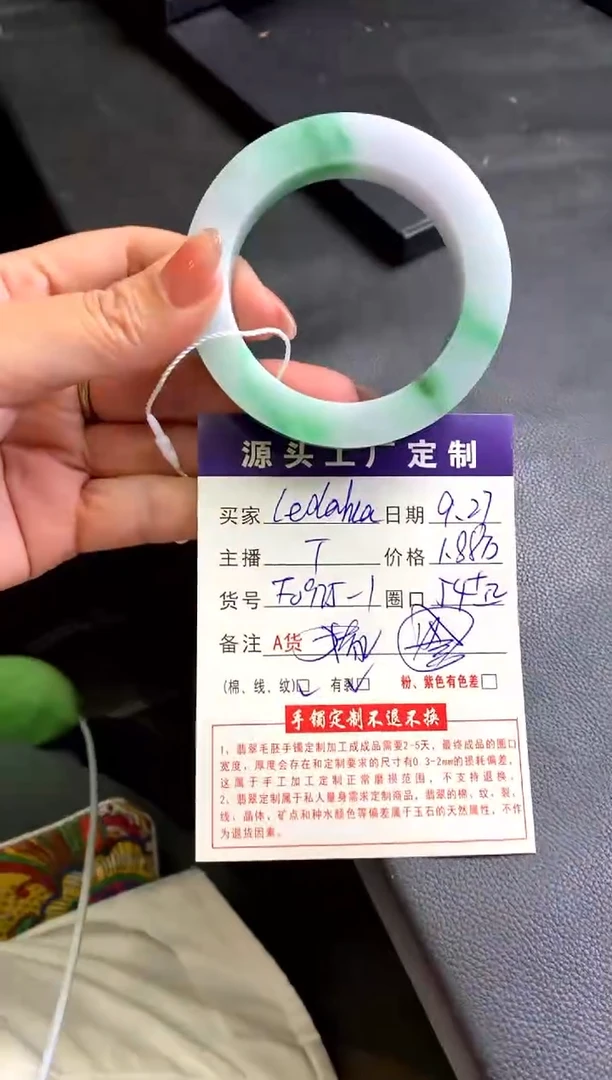 源头工厂定制
买家 Ledahla 日期 9.27
主播 T 价格 1.88万
货号 圈口 54+
备注 A货
(棉、线、纹)☑ 有裂☑ 粉、紫色有色差□
手镯定制不退不换
1、翡翠毛胚手镯定制加工成成品需要2-5天，最终成品的圈口
宽度，厚度会存在和定制要求的尺寸有0.3-2mm的损耗偏差，
这属于手工加工定制正常磨损范围，不支持退换。
2、翡翠定制属于私人量身需求定制商品，翡翠的棉、纹、裂、
线、晶体、矿点和种水颜色等偏差属于玉石的天然属性，不作
为退货因素。